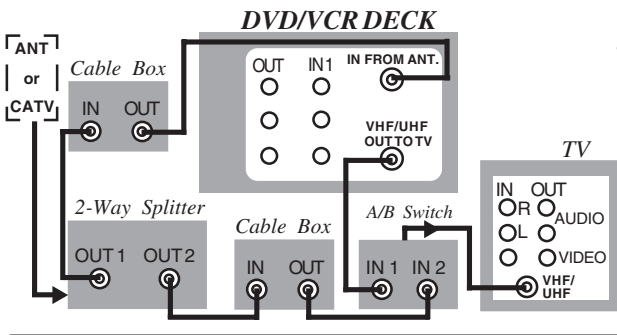 DVD/VCR DECK
ANT
or
CATV
Cable Box
IN OUT
OUT IN1 IN FROM ANT.
VHF/UHF
OUT TO TV
TV
IN OUT
R
AUDIO
L
VIDEO
VHF/
UHF
2-Way Splitter
OUT 1 OUT 2
Cable Box
IN OUT
A/B Switch
IN 1 IN 2